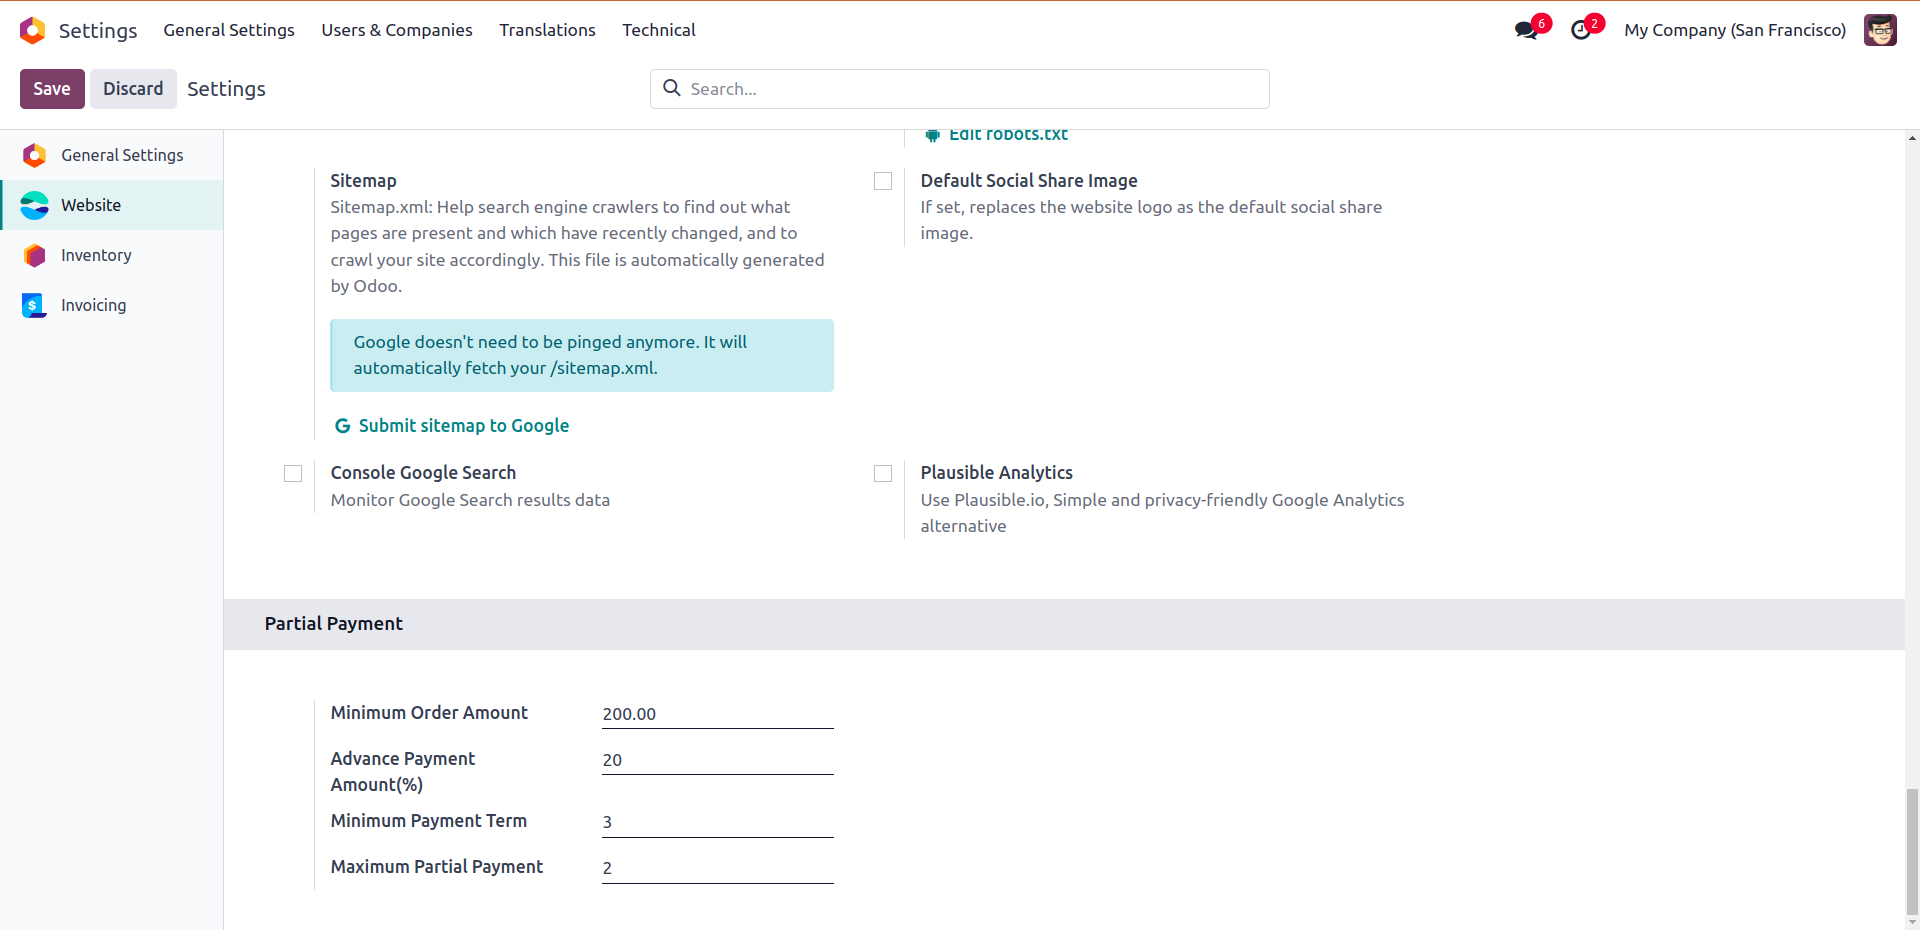 Settings General Settings Users & Companies Translations Technical 6 2 My Company (San Francisco)
Save Discard Settings Search...
General Settings
Website
Inventory
Invoicing
Edit robots.txt
Sitemap
Sitemap.xml: Help search engine crawlers to find out what
pages are present and which have recently changed, and to
crawl your site accordingly. This file is automatically generated
by Odoo.
Default Social Share Image
If set, replaces the website logo as the default social share
image.
Google doesn't need to be pinged anymore. It will
automatically fetch your /sitemap.xml.
Submit sitemap to Google
Console Google Search
Monitor Google Search results data
Plausible Analytics
Use Plausible.io, Simple and privacy-friendly Google Analytics
alternative
Partial Payment
Minimum Order Amount 200.00
Advance Payment
Amount(%) 20
Minimum Payment Term 3
Maximum Partial Payment 2